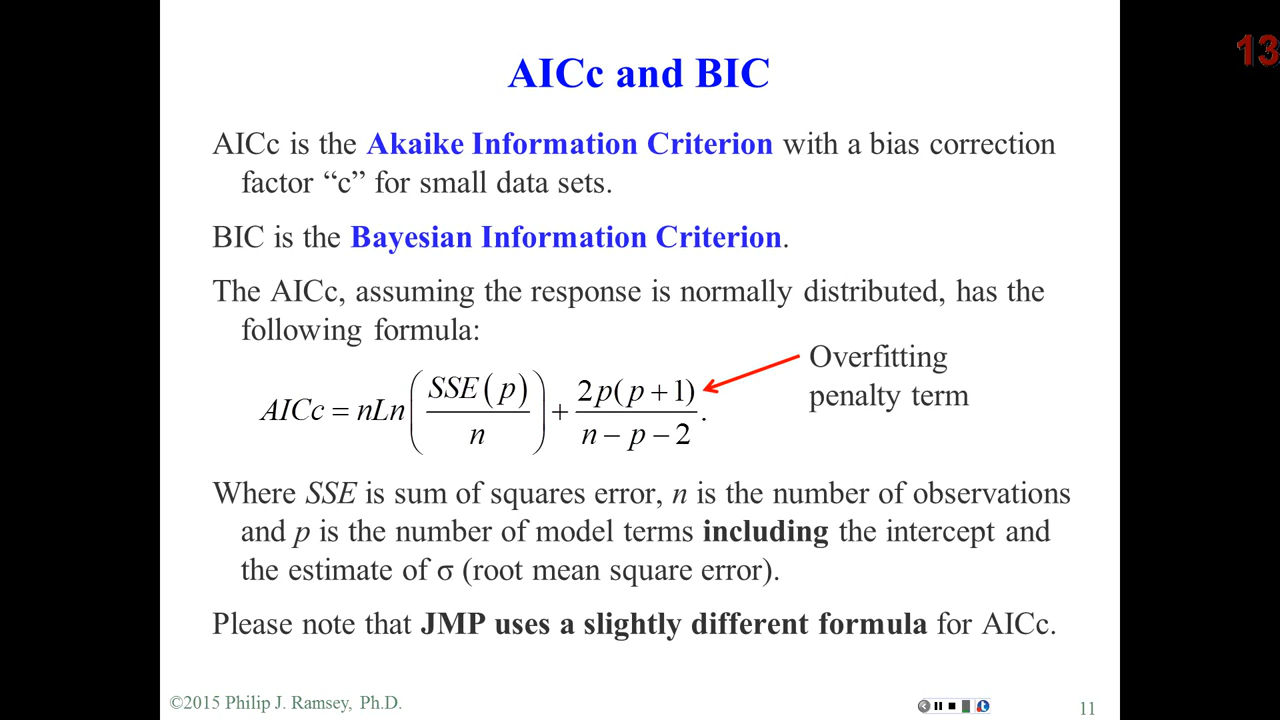 AICc and BIC
13
AICc is the Akaike Information Criterion with a bias correction
factor “c” for small data sets.
BIC is the Bayesian Information Criterion.
The AICc, assuming the response is normally distributed, has the
following formula:
Overfitting
penalty term
AICc = nLn( SSE(p) / n ) + 2p(p+1) / n − p − 2 .
Where SSE is sum of squares error, n is the number of observations
and p is the number of model terms including the intercept and
the estimate of σ (root mean square error).
Please note that JMP uses a slightly different formula for AICc.
©2015 Philip J. Ramsey, Ph.D.
11